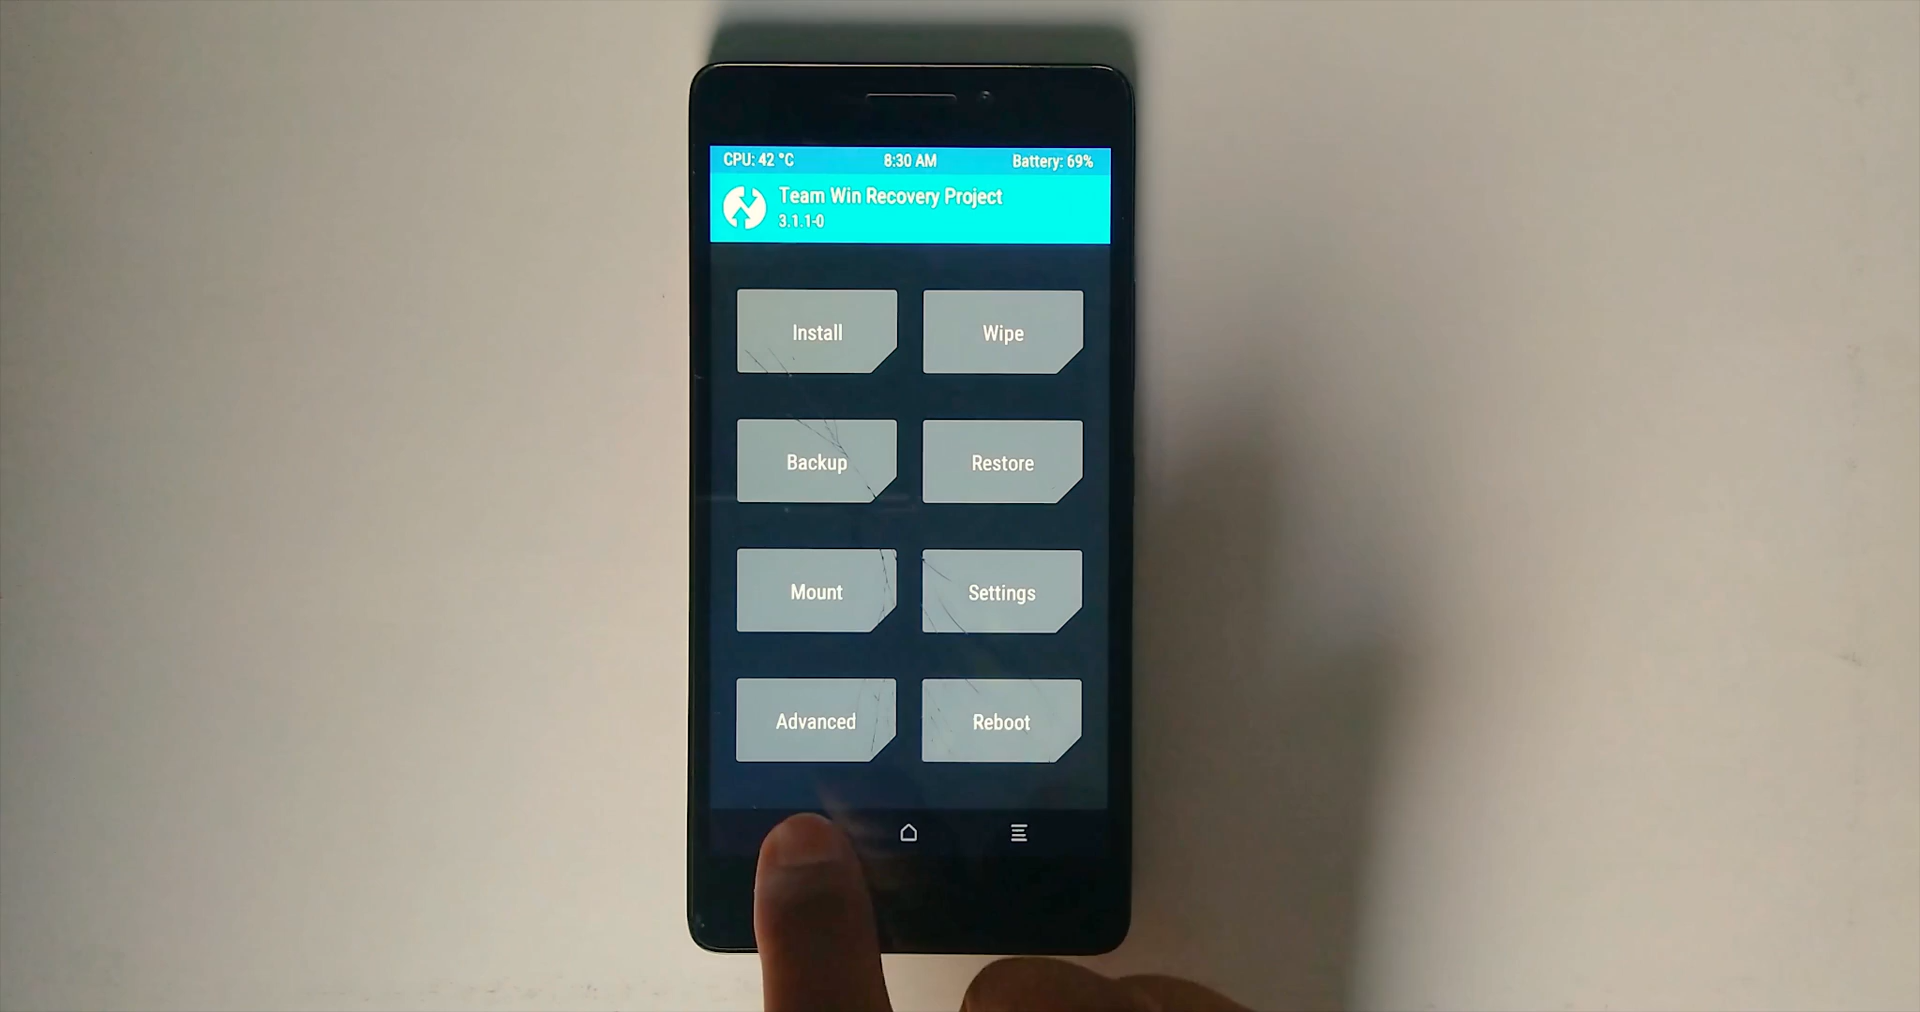 CPU: 42 °C 8:30 AM Battery: 69%
Team Win Recovery Project
3.1.1-0
Install Wipe
Backup Restore
Mount Settings
Advanced Reboot